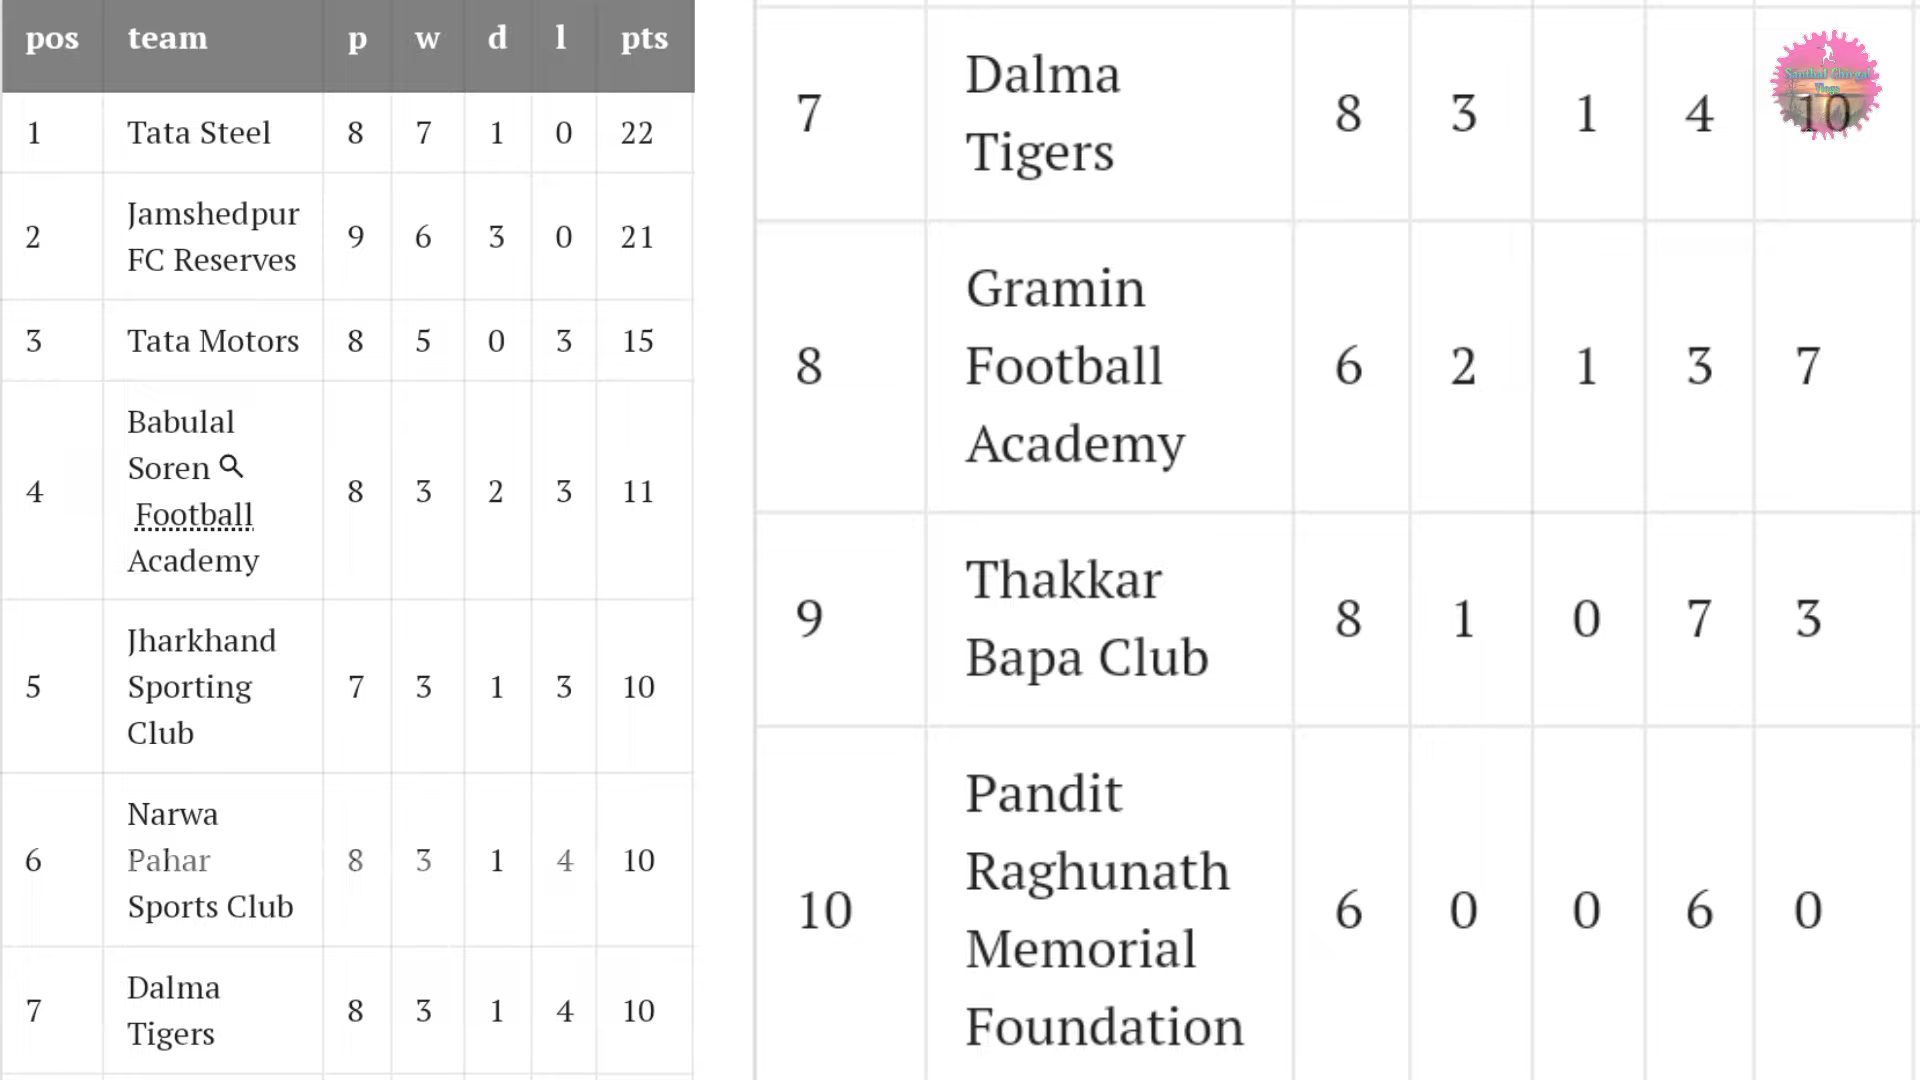 pos team p w d l pts
1 Tata Steel 8 7 1 0 22
2 Jamshedpur
FC Reserves 9 6 3 0 21
3 Tata Motors 8 5 0 3 15
4 Babulal
Soren
Football
Academy 8 3 2 3 11
5 Jharkhand
Sporting
Club 7 3 1 3 10
6 Narwa
Pahar
Sports Club 8 3 1 4 10
7 Dalma
Tigers 8 3 1 4 10
7 Dalma
Tigers 8 3 1 4 10
8 Gramin
Football
Academy 6 2 1 3 7
9 Thakkar
Bapa Club 8 1 0 7 3
10 Pandit
Raghunath
Memorial
Foundation 6 0 0 6 0
Vlogs